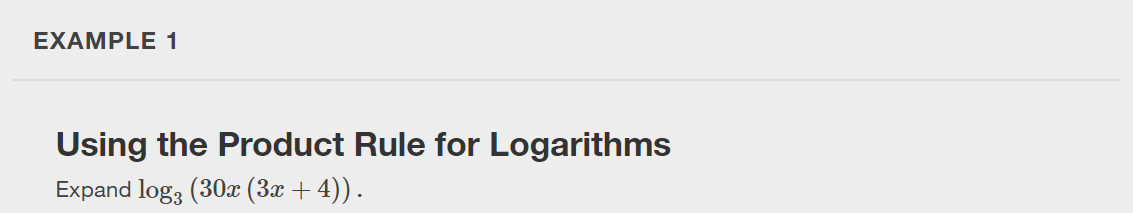 EXAMPLE 1
Using the Product Rule for Logarithms
Expand log₃ (30x (3x + 4)).